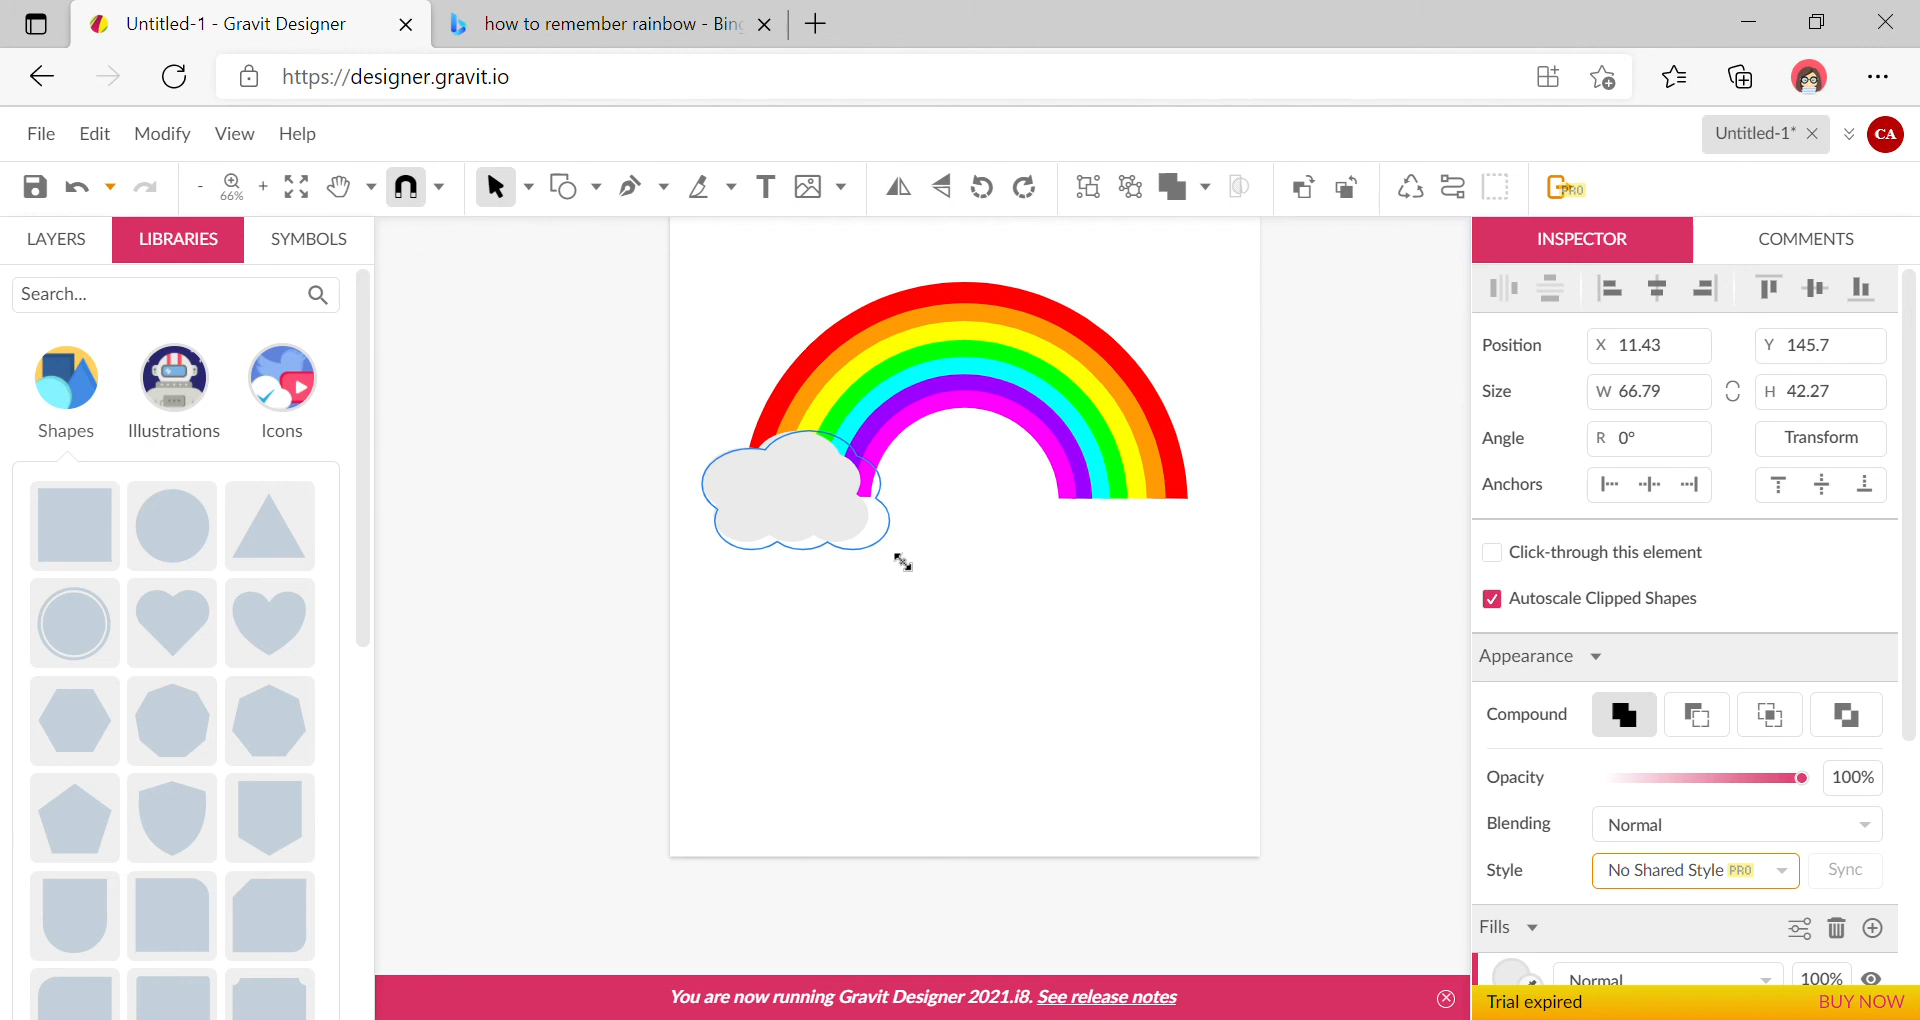 Untitled-1 - Gravit Designer
how to remember rainbow - Bing
https://designer.gravit.io
File Edit Modify View Help
Untitled-1*
CA
66%
PRO
LAYERS LIBRARIES SYMBOLS
INSPECTOR COMMENTS
Search...
Shapes Illustrations Icons
Position X 11.43 Y 145.7
Size W 66.79 H 42.27
Angle R 0° Transform
Anchors
Click-through this element
Autoscale Clipped Shapes
Appearance
Compound
Opacity 100%
Blending Normal
Style No Shared Style PRO Sync
Fills
Normal 100%
You are now running Gravit Designer 2021.i8. See release notes
Trial expired BUY NOW